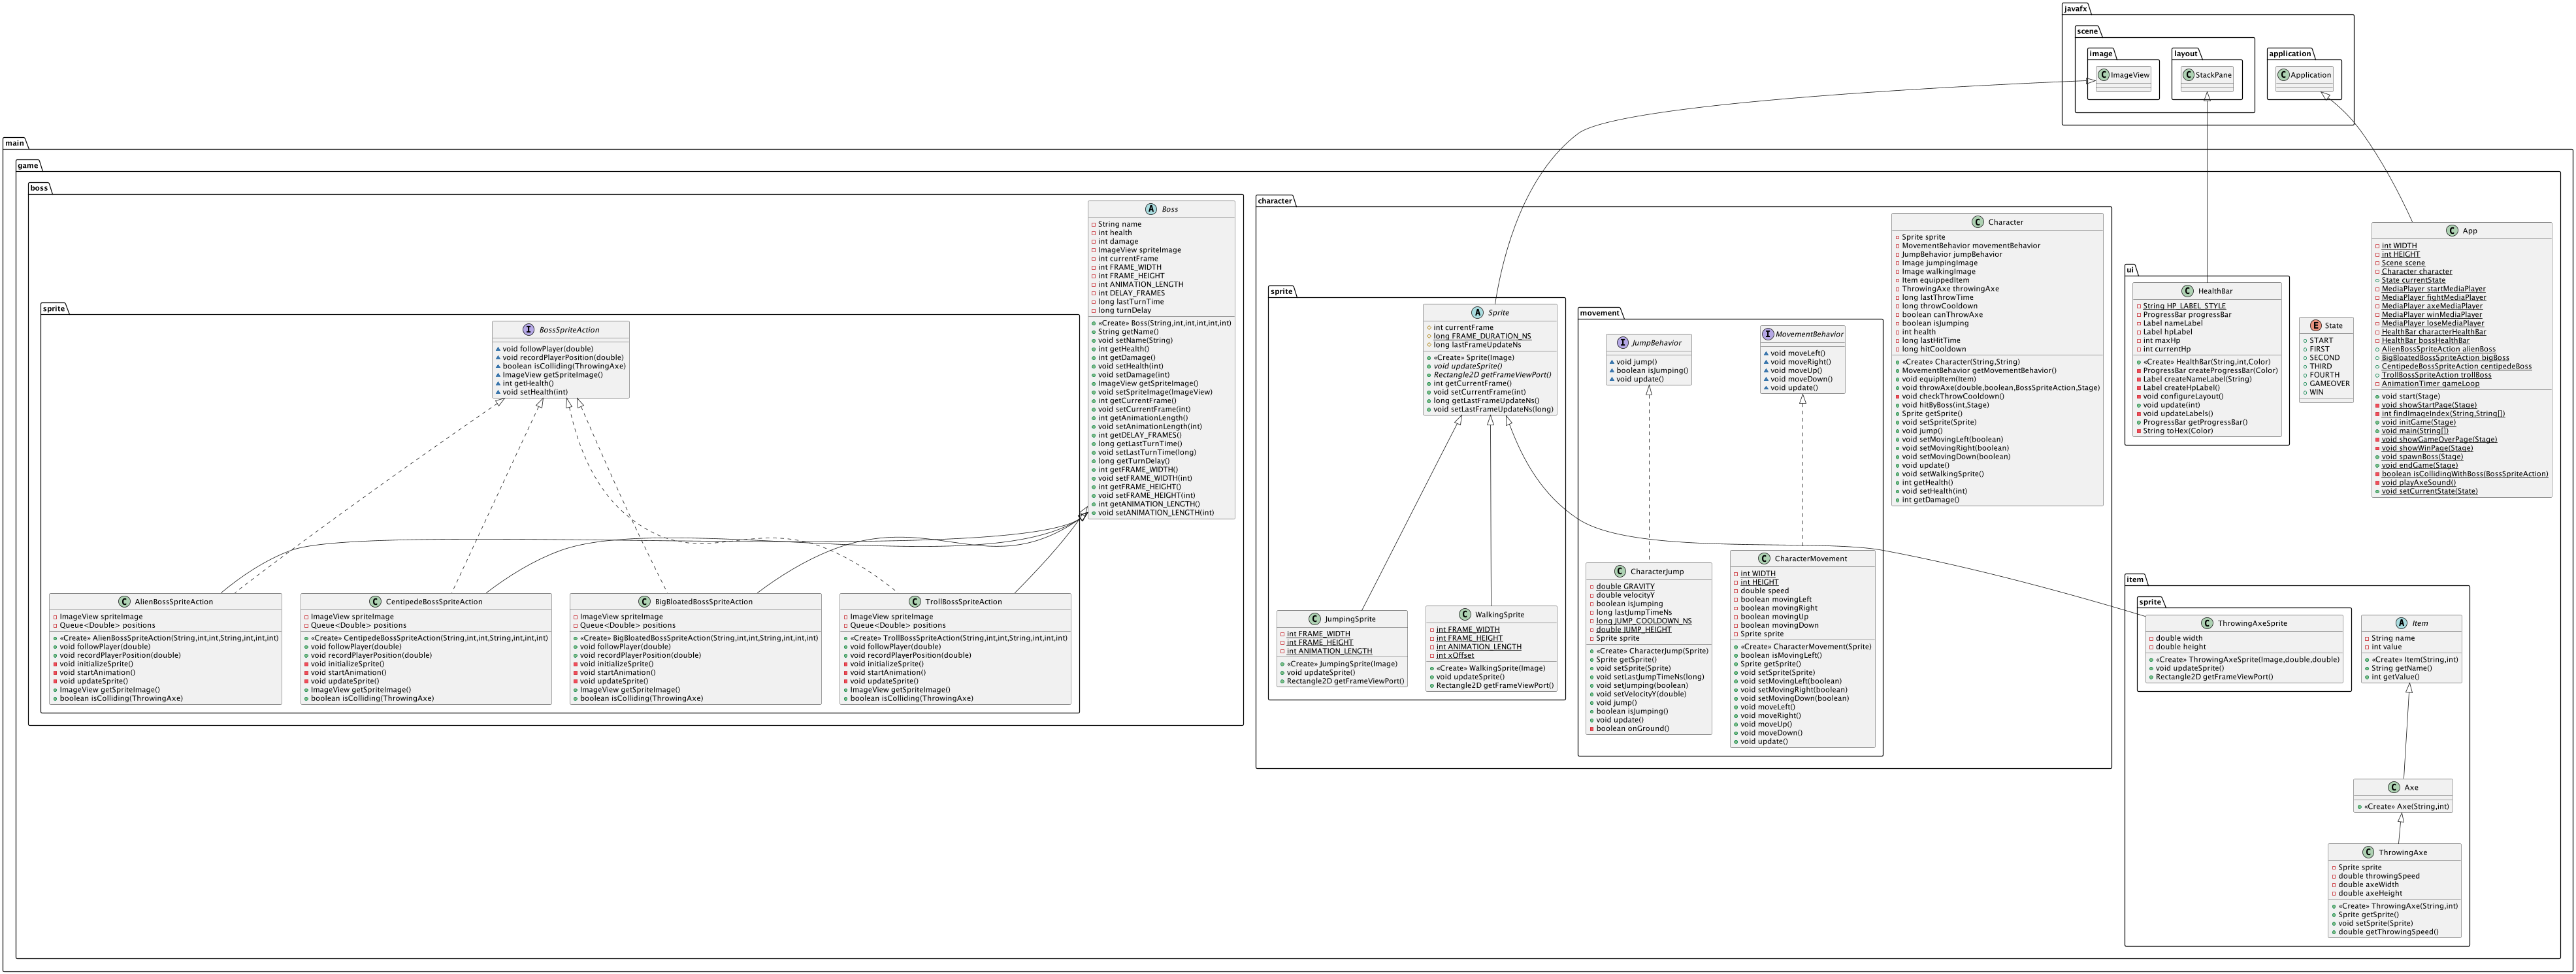 javafx
scene
image
ImageView
layout
StackPane
application
Application
main
game
boss
Boss
String name
int health
int damage
ImageView spriteImage
int currentFrame
int FRAME_WIDTH
int FRAME_HEIGHT
int ANIMATION_LENGTH
int DELAY_FRAMES
long lastTurnTime
long turnDelay
«Create» Boss(String,int,int,int,int,int)
String getName()
void setName(String)
int getHealth()
int getDamage()
void setHealth(int)
void setDamage(int)
ImageView getSpriteImage()
void setSpriteImage(ImageView)
int getCurrentFrame()
void setCurrentFrame(int)
int getAnimationLength()
void setAnimationLength(int)
int getDELAY_FRAMES()
long getLastTurnTime()
void setLastTurnTime(long)
long getTurnDelay()
int getFRAME_WIDTH()
void setFRAME_WIDTH(int)
int getFRAME_HEIGHT()
void setFRAME_HEIGHT(int)
int getANIMATION_LENGTH()
void setANIMATION_LENGTH(int)
sprite
BossSpriteAction
void followPlayer(double)
void recordPlayerPosition(double)
boolean isColliding(ThrowingAxe)
ImageView getSpriteImage()
int getHealth()
void setHealth(int)
AlienBossSpriteAction
ImageView spriteImage
Queue<Double> positions
«Create» AlienBossSpriteAction(String,int,int,String,int,int,int)
void followPlayer(double)
void recordPlayerPosition(double)
void initializeSprite()
void startAnimation()
void updateSprite()
ImageView getSpriteImage()
boolean isColliding(ThrowingAxe)
CentipedeBossSpriteAction
ImageView spriteImage
Queue<Double> positions
«Create» CentipedeBossSpriteAction(String,int,int,String,int,int,int)
void followPlayer(double)
void recordPlayerPosition(double)
void initializeSprite()
void startAnimation()
void updateSprite()
ImageView getSpriteImage()
boolean isColliding(ThrowingAxe)
BigBloatedBossSpriteAction
ImageView spriteImage
Queue<Double> positions
«Create» BigBloatedBossSpriteAction(String,int,int,String,int,int,int)
void followPlayer(double)
void recordPlayerPosition(double)
void initializeSprite()
void startAnimation()
void updateSprite()
ImageView getSpriteImage()
boolean isColliding(ThrowingAxe)
TrollBossSpriteAction
ImageView spriteImage
Queue<Double> positions
«Create» TrollBossSpriteAction(String,int,int,String,int,int,int)
void followPlayer(double)
void recordPlayerPosition(double)
void initializeSprite()
void startAnimation()
void updateSprite()
ImageView getSpriteImage()
boolean isColliding(ThrowingAxe)
character
Character
Sprite sprite
MovementBehavior movementBehavior
JumpBehavior jumpBehavior
Image jumpingImage
Image walkingImage
Item equippedItem
ThrowingAxe throwingAxe
long lastThrowTime
long throwCooldown
boolean canThrowAxe
boolean isJumping
int health
long lastHitTime
long hitCooldown
«Create» Character(String,String)
MovementBehavior getMovementBehavior()
void equipItem(Item)
void throwAxe(double,boolean,BossSpriteAction,Stage)
void checkThrowCooldown()
void hitByBoss(int,Stage)
Sprite getSprite()
void setSprite(Sprite)
void jump()
void setMovingLeft(boolean)
void setMovingRight(boolean)
void setMovingDown(boolean)
void update()
void setWalkingSprite()
int getHealth()
void setHealth(int)
int getDamage()
sprite
Sprite
int currentFrame
long FRAME_DURATION_NS
long lastFrameUpdateNs
«Create» Sprite(Image)
void updateSprite()
Rectangle2D getFrameViewPort()
int getCurrentFrame()
void setCurrentFrame(int)
long getLastFrameUpdateNs()
void setLastFrameUpdateNs(long)
JumpingSprite
int FRAME_WIDTH
int FRAME_HEIGHT
int ANIMATION_LENGTH
«Create» JumpingSprite(Image)
void updateSprite()
Rectangle2D getFrameViewPort()
WalkingSprite
int FRAME_WIDTH
int FRAME_HEIGHT
int ANIMATION_LENGTH
int xOffset
«Create» WalkingSprite(Image)
void updateSprite()
Rectangle2D getFrameViewPort()
movement
JumpBehavior
void jump()
boolean isJumping()
void update()
MovementBehavior
void moveLeft()
void moveRight()
void moveUp()
void moveDown()
void update()
CharacterJump
double GRAVITY
double velocityY
boolean isJumping
long lastJumpTimeNs
long JUMP_COOLDOWN_NS
double JUMP_HEIGHT
Sprite sprite
«Create» CharacterJump(Sprite)
Sprite getSprite()
void setSprite(Sprite)
void setLastJumpTimeNs(long)
void setJumping(boolean)
void setVelocityY(double)
void jump()
boolean isJumping()
void update()
boolean onGround()
CharacterMovement
int WIDTH
int HEIGHT
double speed
boolean movingLeft
boolean movingRight
boolean movingUp
boolean movingDown
Sprite sprite
«Create» CharacterMovement(Sprite)
boolean isMovingLeft()
Sprite getSprite()
void setSprite(Sprite)
void setMovingLeft(boolean)
void setMovingRight(boolean)
void setMovingDown(boolean)
void moveLeft()
void moveRight()
void moveUp()
void moveDown()
void update()
ui
HealthBar
String HP_LABEL_STYLE
ProgressBar progressBar
Label nameLabel
Label hpLabel
int maxHp
int currentHp
«Create» HealthBar(String,int,Color)
ProgressBar createProgressBar(Color)
Label createNameLabel(String)
Label createHpLabel()
void configureLayout()
void update(int)
void updateLabels()
ProgressBar getProgressBar()
String toHex(Color)
State
START
FIRST
SECOND
THIRD
FOURTH
GAMEOVER
WIN
App
int WIDTH
int HEIGHT
Scene scene
Character character
State currentState
MediaPlayer startMediaPlayer
MediaPlayer fightMediaPlayer
MediaPlayer axeMediaPlayer
MediaPlayer winMediaPlayer
MediaPlayer loseMediaPlayer
HealthBar characterHealthBar
HealthBar bossHealthBar
AlienBossSpriteAction alienBoss
BigBloatedBossSpriteAction bigBoss
CentipedeBossSpriteAction centipedeBoss
TrollBossSpriteAction trollBoss
AnimationTimer gameLoop
void start(Stage)
void showStartPage(Stage)
int findImageIndex(String,String[])
void initGame(Stage)
void main(String[])
void showGameOverPage(Stage)
void showWinPage(Stage)
void spawnBoss(Stage)
void endGame(Stage)
boolean isCollidingWithBoss(BossSpriteAction)
void playAxeSound()
void setCurrentState(State)
item
sprite
ThrowingAxeSprite
double width
double height
«Create» ThrowingAxeSprite(Image,double,double)
void updateSprite()
Rectangle2D getFrameViewPort()
Item
String name
int value
«Create» Item(String,int)
String getName()
int getValue()
Axe
«Create» Axe(String,int)
ThrowingAxe
Sprite sprite
double throwingSpeed
double axeWidth
double axeHeight
«Create» ThrowingAxe(String,int)
Sprite getSprite()
void setSprite(Sprite)
double getThrowingSpeed()